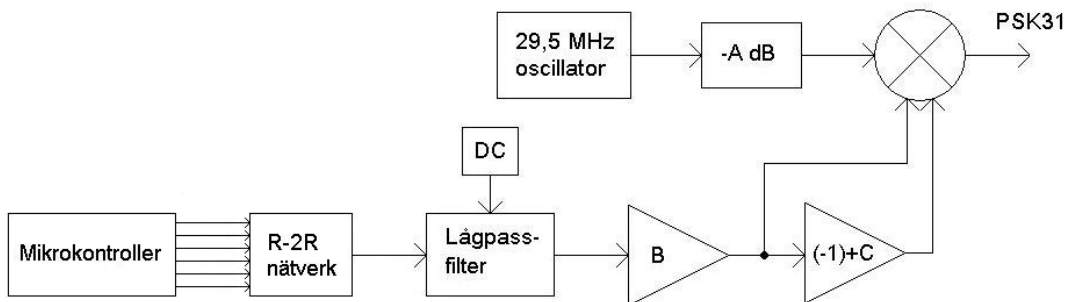 PSK31
29,5 MHz
oscillator
-A dB
DC
Mikrokontroller
R-2R
nätverk
Lågpass-
filter
B
(-1)+C